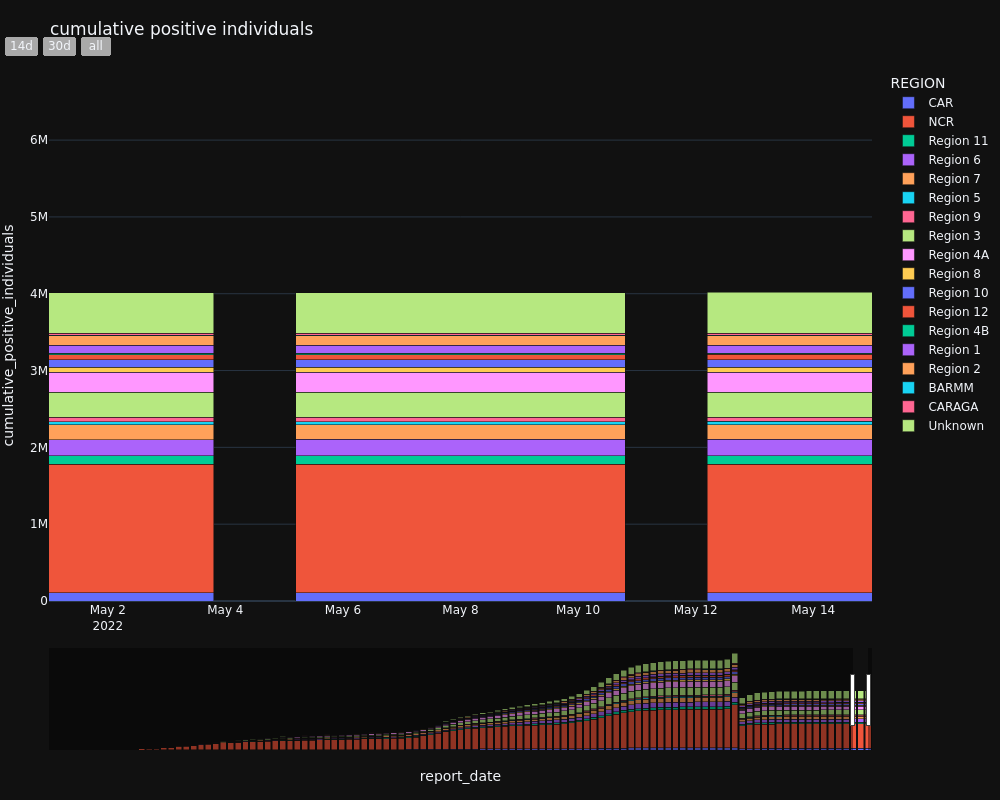 cumulative positive individuals
14d 30d all
REGION
CAR
NCR
Region 11
Region 6
Region 7
Region 5
Region 9
Region 3
Region 4A
Region 8
Region 10
Region 12
Region 4B
Region 1
Region 2
BARMM
CARAGA
Unknown
cumulative_positive_individuals
6M
5M
4M
3M
2M
1M
0
May 2 May 4 May 6 May 8 May 10 May 12 May 14
2022
report_date